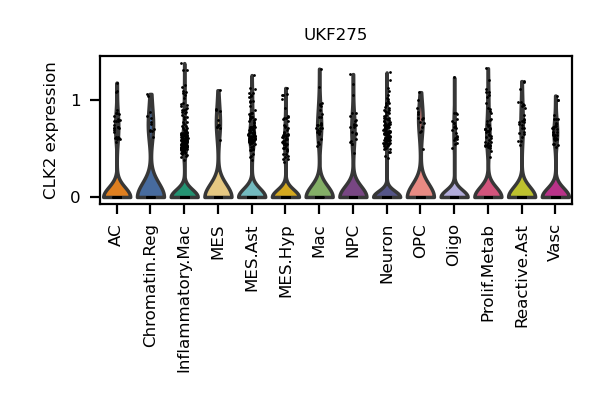 UKF275
CLK2 expression
1
0
AC
Chromatin.Reg
Inflammatory.Mac
MES
MES.Ast
MES.Hyp
Mac
NPC
Neuron
OPC
Oligo
Prolif.Metab
Reactive.Ast
Vasc